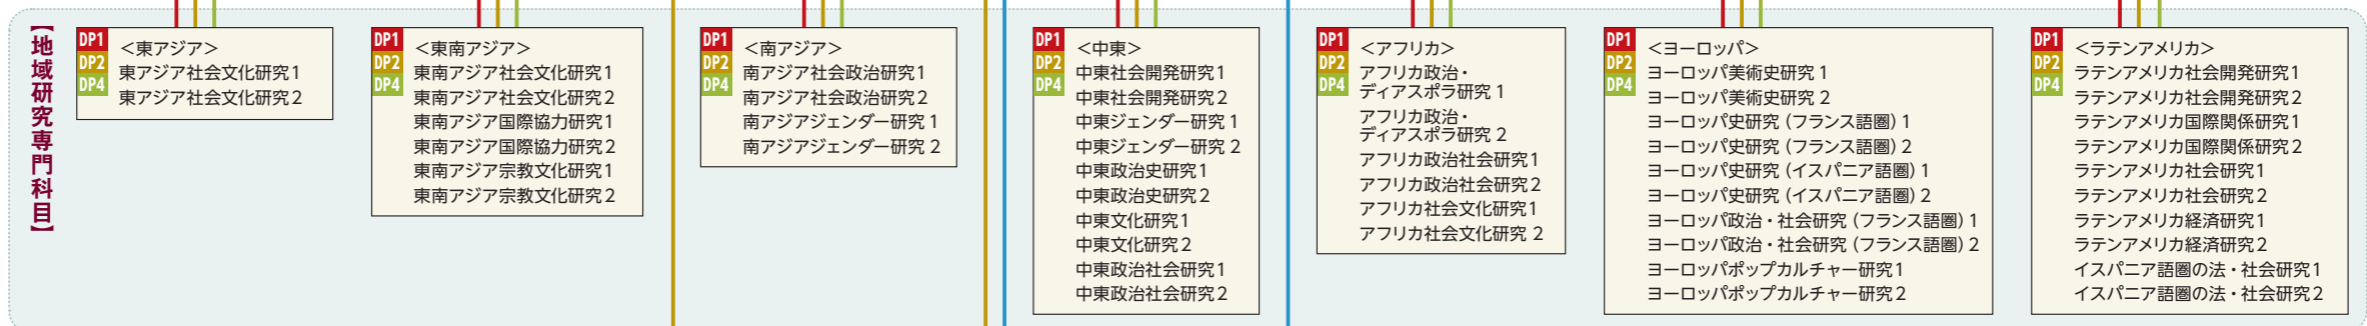 【地域研究専門科目】
DP1
DP2
DP4
＜東アジア＞
東アジア社会文化研究1
東アジア社会文化研究2
DP1
DP2
DP4
＜東南アジア＞
東南アジア社会文化研究1
東南アジア社会文化研究2
東南アジア国際協力研究1
東南アジア国際協力研究2
東南アジア宗教文化研究1
東南アジア宗教文化研究2
DP1
DP2
DP4
＜南アジア＞
南アジア社会政治研究1
南アジア社会政治研究2
南アジアジェンダー研究 1
南アジアジェンダー研究 2
DP1
DP2
DP4
＜中東＞
中東社会開発研究1
中東社会開発研究2
中東ジェンダー研究 1
中東ジェンダー研究 2
中東政治史研究1
中東政治史研究2
中東文化研究1
中東文化研究2
中東政治社会研究1
中東政治社会研究2
DP1
DP2
DP4
＜アフリカ＞
アフリカ政治・
ディアスポラ研究 1
アフリカ政治・
ディアスポラ研究 2
アフリカ政治社会研究1
アフリカ政治社会研究2
アフリカ社会文化研究1
アフリカ社会文化研究 2
DP1
DP2
DP4
＜ヨーロッパ＞
ヨーロッパ美術史研究 1
ヨーロッパ美術史研究 2
ヨーロッパ史研究（フランス語圏）1
ヨーロッパ史研究（フランス語圏）2
ヨーロッパ史研究（イスパニア語圏）1
ヨーロッパ史研究（イスパニア語圏）2
ヨーロッパ政治・社会研究（フランス語圏）1
ヨーロッパ政治・社会研究（フランス語圏）2
ヨーロッパポップカルチャー研究1
ヨーロッパポップカルチャー研究2
DP1
DP2
DP4
＜ラテンアメリカ＞
ラテンアメリカ社会開発研究1
ラテンアメリカ社会開発研究2
ラテンアメリカ国際関係研究1
ラテンアメリカ国際関係研究2
ラテンアメリカ社会研究1
ラテンアメリカ社会研究2
ラテンアメリカ経済研究1
ラテンアメリカ経済研究2
イスパニア語圏の法・社会研究1
イスパニア語圏の法・社会研究2